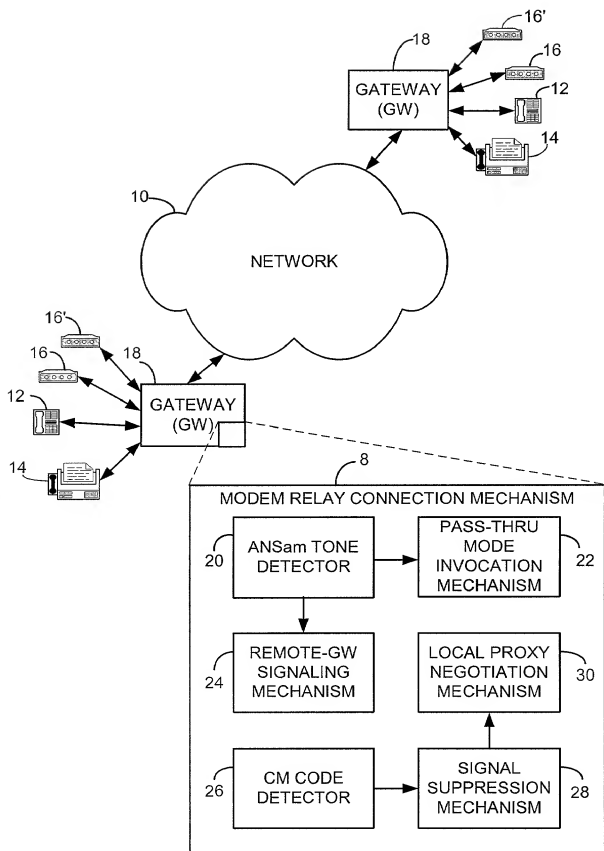 16'
18
16
GATEWAY
(GW)
12
14
10
NETWORK
16'
16
18
12
GATEWAY
(GW)
14
8
MODEM RELAY CONNECTION MECHANISM
20
ANSam TONE
DETECTOR
PASS-THRU
MODE
INVOCATION
MECHANISM
22
24
REMOTE-GW
SIGNALING
MECHANISM
LOCAL PROXY
NEGOTIATION
MECHANISM
30
26
CM CODE
DETECTOR
SIGNAL
SUPPRESSION
MECHANISM
28